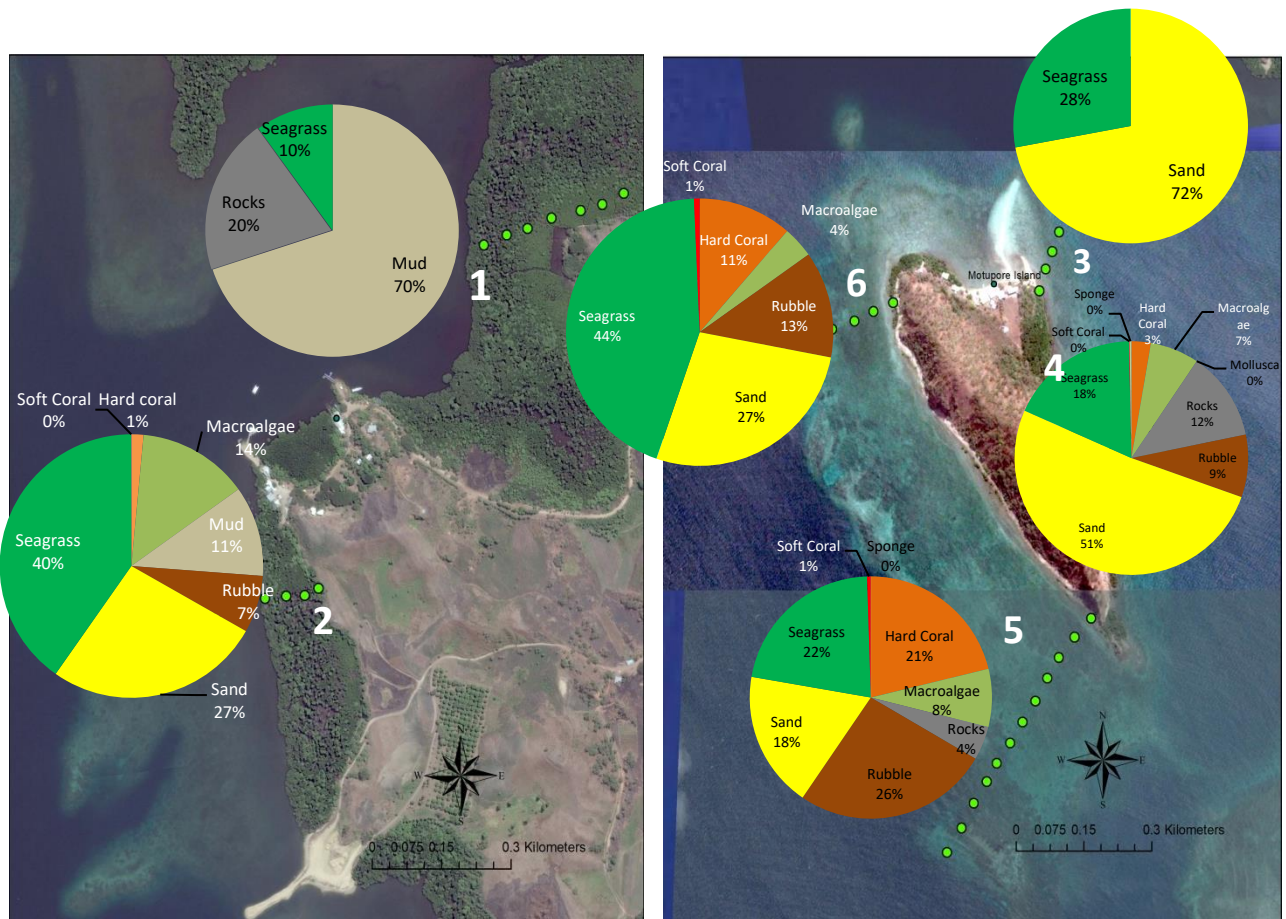 Seagrass
10%
Rocks
20%
Mud
70%
1
Soft Coral
0%
Hard coral
1%
Macroalgae
14%
Mud
11%
Seagrass
40%
Rubble
7%
Sand
27%
2
N
W
E
S
0 0.075 0.15 0.3 Kilometers
Seagrass
28%
Sand
72%
3
Soft Coral
1%
Hard Coral
11%
Macroalgae
4%
Rubble
13%
Seagrass
44%
Sand
27%
6
Motupore Island
Sponge
0%
Soft Coral
0%
Hard
Coral
3%
Macroalg
ae
7%
Mollusca
0%
4
Seagrass
18%
Rocks
12%
Rubble
9%
Sand
51%
Soft Coral
1%
Sponge
0%
Hard Coral
21%
Seagrass
22%
Macroalgae
8%
Rocks
4%
Sand
18%
Rubble
26%
5
N
W
E
S
0 0.075 0.15 0.3 Kilometers